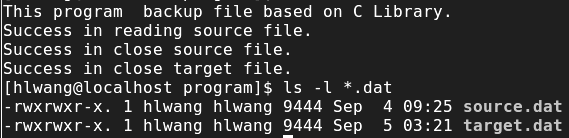 This program  backup file based on C Library.
Success in reading source file.
Success in close source file.
Success in close target file.
[hlwang@localhost program]$ ls -l *.dat
-rwxrwxr-x. 1 hlwang hlwang 9444 Sep  4 09:25 source.dat
-rwxrwxr-x. 1 hlwang hlwang 9444 Sep  5 03:21 target.dat